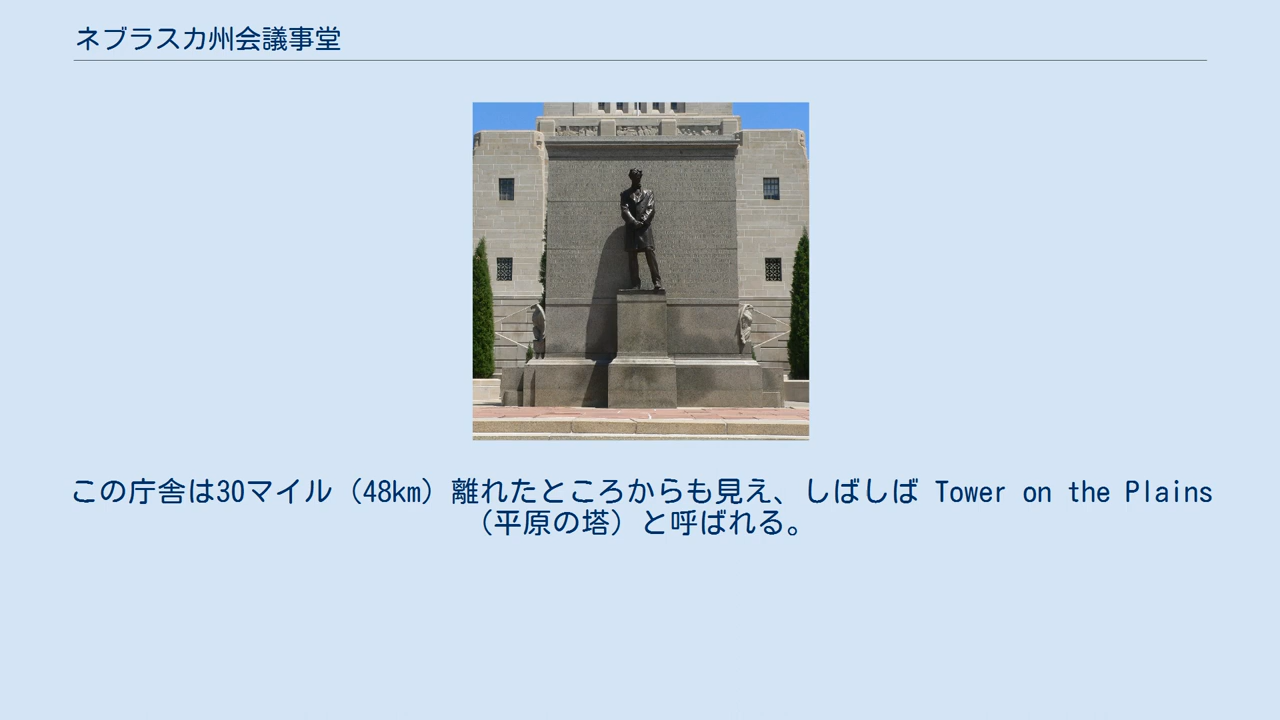 ネブラスカ州会議事堂
この庁舎は30マイル（48km）離れたところからも見え、しばしば Tower on the Plains
（平原の塔）と呼ばれる。